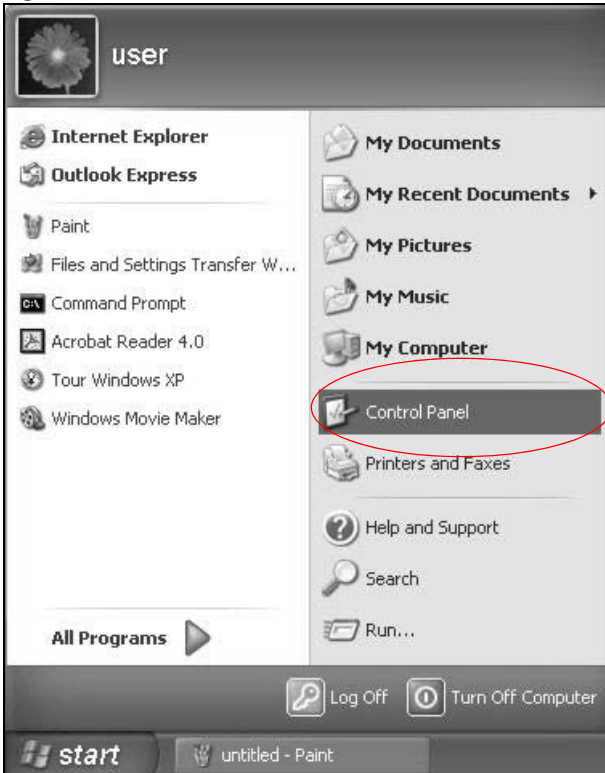 user
Internet Explorer
Outlook Express
Paint
Files and Settings Transfer W...
Command Prompt
Acrobat Reader 4.0
Tour Windows XP
Windows Movie Maker
All Programs
My Documents
My Recent Documents
My Pictures
My Music
My Computer
Control Panel
Printers and Faxes
Help and Support
Search
Run...
Log Off
Turn Off Computer
start
untitled - Paint